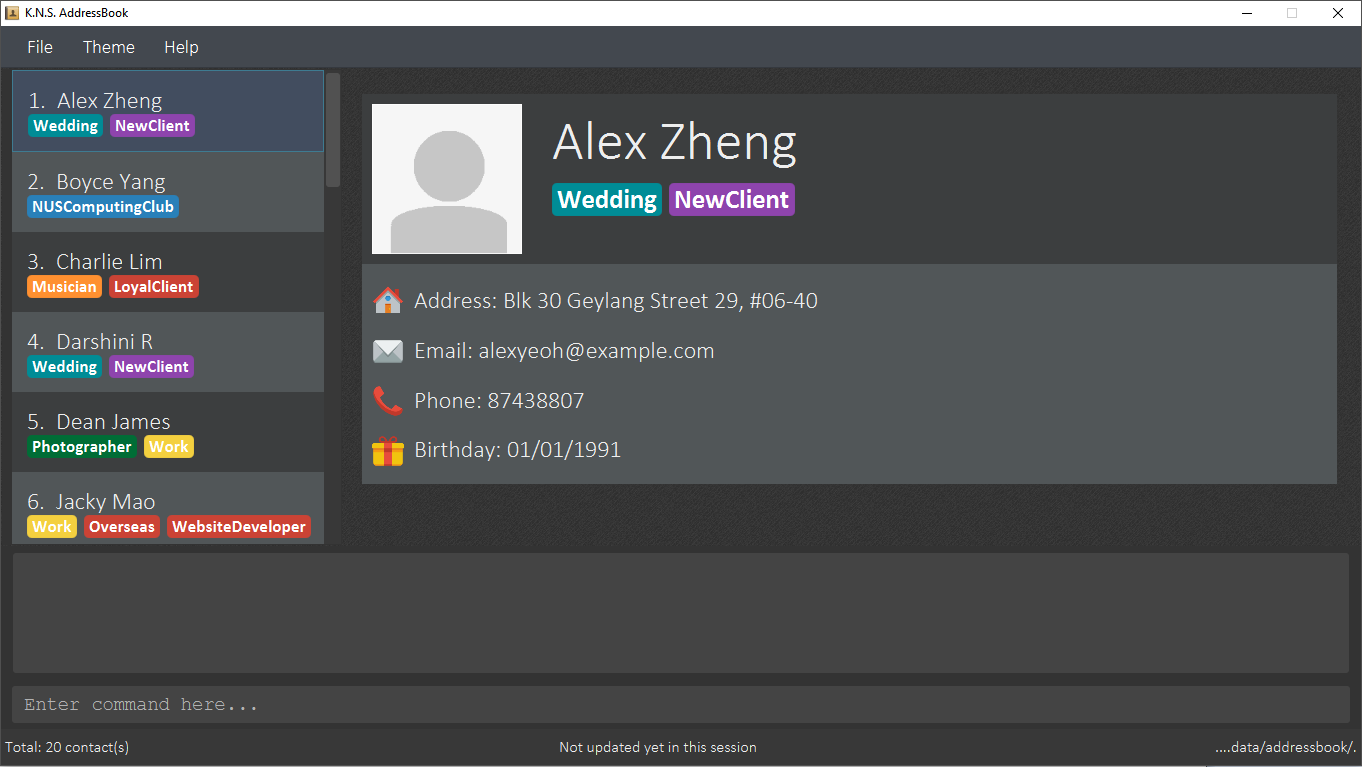 K.N.S. AddressBook
File Theme Help
1. Alex Zheng
Wedding NewClient
2. Boyce Yang
NUSComputingClub
3. Charlie Lim
Musician LoyalClient
4. Darshini R
Wedding NewClient
5. Dean James
Photographer Work
6. Jacky Mao
Work Overseas WebsiteDeveloper
Alex Zheng
Wedding NewClient
Address: Blk 30 Geylang Street 29, #06-40
Email: alexyeoh@example.com
Phone: 87438807
Birthday: 01/01/1991
Enter command here...
Total: 20 contact(s) Not updated yet in this session ....data/addressbook/.